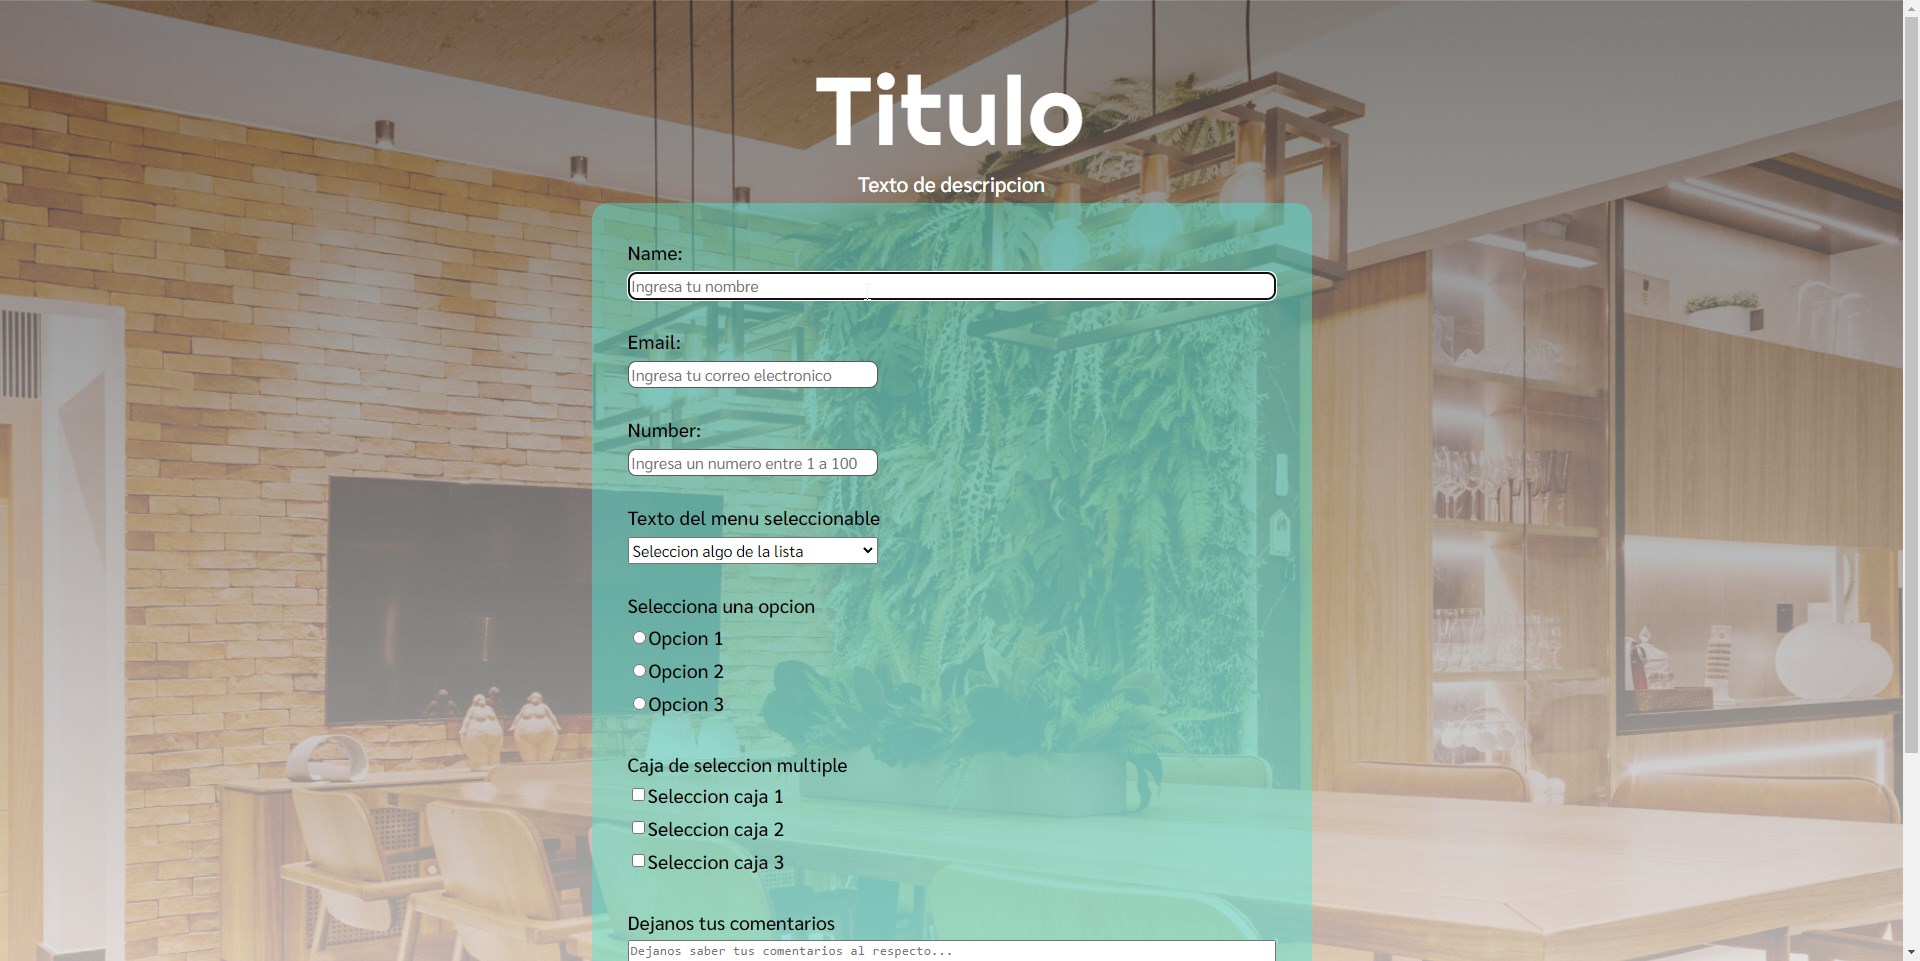 Titulo
Texto de descripcion
Name:
Ingresa tu nombre
Email:
Ingresa tu correo electronico
Number:
Ingresa un numero entre 1 a 100
Texto del menu seleccionable
Seleccion algo de la lista
Selecciona una opcion
Opcion 1
Opcion 2
Opcion 3
Caja de seleccion multiple
Seleccion caja 1
Seleccion caja 2
Seleccion caja 3
Dejanos tus comentarios
Dejanos saber tus comentarios al respecto...